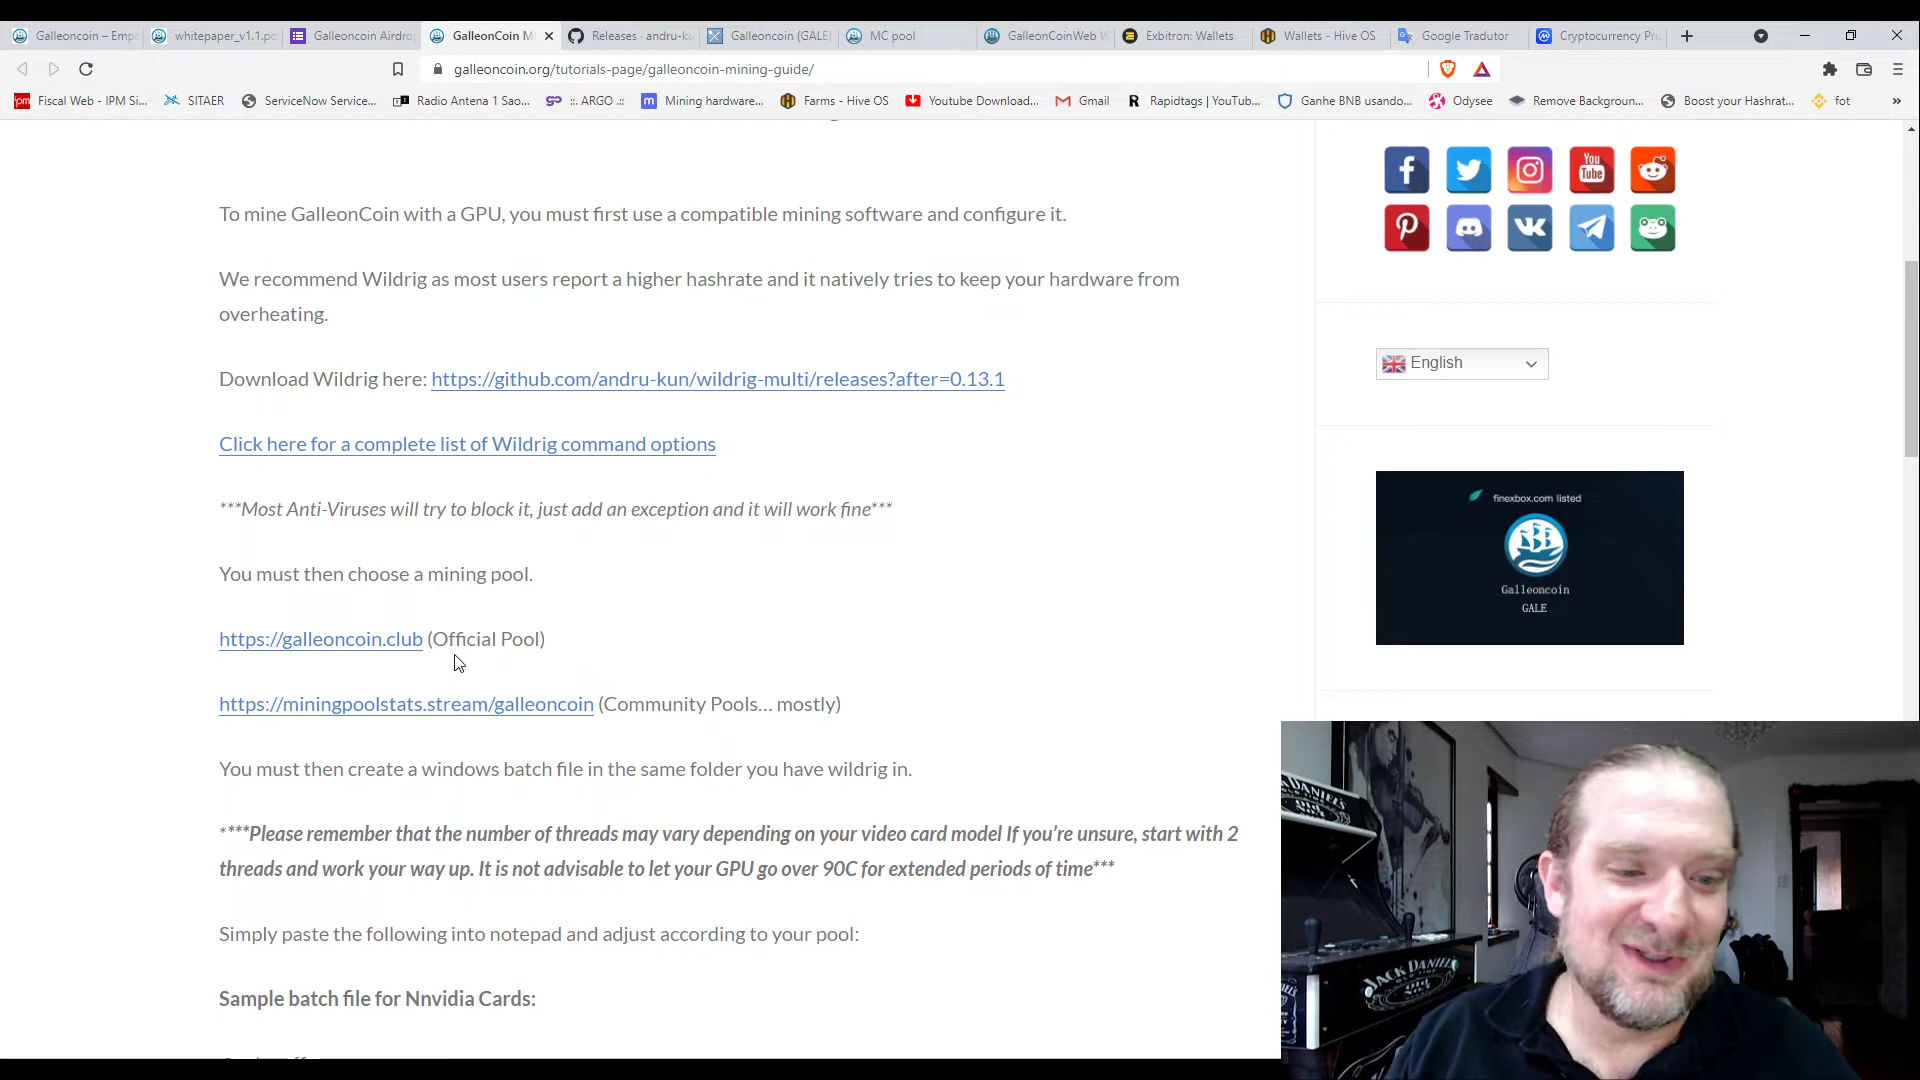 Galleoncoin – Emp
whitepaper_v1.1.pd
Galleoncoin Airdro
GalleonCoin M
Releases · andru-ku
Galleoncoin (GALE)
MC pool
GalleonCoinWeb V
Exbitron: Wallets
Wallets - Hive OS
Google Tradutor
Cryptocurrency Pric
galleoncoin.org/tutorials-page/galleoncoin-mining-guide/
Fiscal Web - IPM Si...
SITAER
ServiceNow Service...
Radio Antena 1 Sao...
::. ARGO .::
Mining hardware...
Farms - Hive OS
Youtube Download...
Gmail
Rapidtags | YouTub...
Ganhe BNB usando...
Odysee
Remove Backgroun...
Boost your Hashrat...
fot
To mine GalleonCoin with a GPU, you must first use a compatible mining software and configure it.
We recommend Wildrig as most users report a higher hashrate and it natively tries to keep your hardware from
overheating.
Download Wildrig here: https://github.com/andru-kun/wildrig-multi/releases?after=0.13.1
Click here for a complete list of Wildrig command options
***Most Anti-Viruses will try to block it, just add an exception and it will work fine***
You must then choose a mining pool.
https://galleoncoin.club (Official Pool)
https://miningpoolstats.stream/galleoncoin (Community Pools… mostly)
You must then create a windows batch file in the same folder you have wildrig in.
****Please remember that the number of threads may vary depending on your video card model If you're unsure, start with 2
threads and work your way up. It is not advisable to let your GPU go over 90C for extended periods of time***
Simply paste the following into notepad and adjust according to your pool:
Sample batch file for Nnvidia Cards:
You
Tube
English
finexbox.com listed
Galleoncoin
GALE
JACK DANIEL'S
JACK DANIEL'S